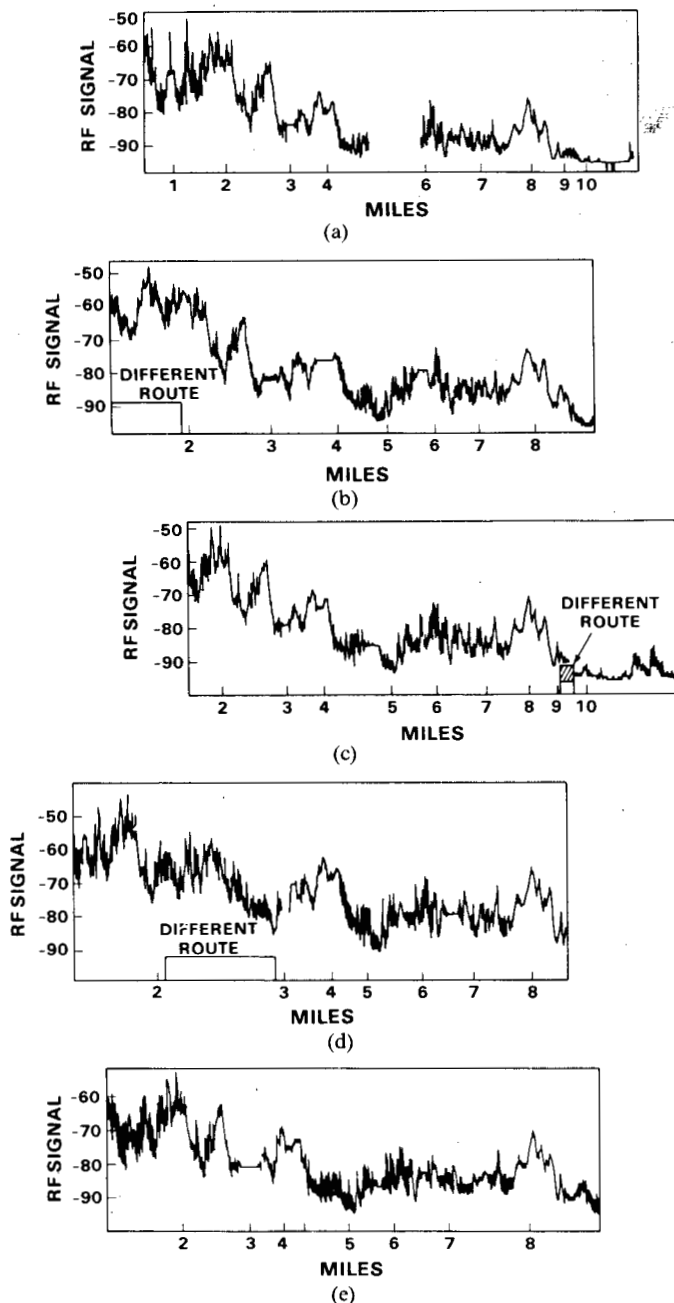 -50
-60
-70
-80
-90
RF SIGNAL
1 2 3 4 6 7 8 9 10
MILES
(a)
-50
-60
-70
-80
-90
RF SIGNAL
DIFFERENT
ROUTE
2 3 4 5 6 7 8
MILES
(b)
-50
-60
-70
-80
-90
RF SIGNAL
DIFFERENT
ROUTE
2 3 4 5 6 7 8 9 10
MILES
(c)
-50
-60
-70
-80
-90
RF SIGNAL
DIFFERENT
ROUTE
2 3 4 5 6 7 8
MILES
(d)
-60
-70
-80
-90
RF SIGNAL
2 3 4 5 6 7 8
MILES
(e)